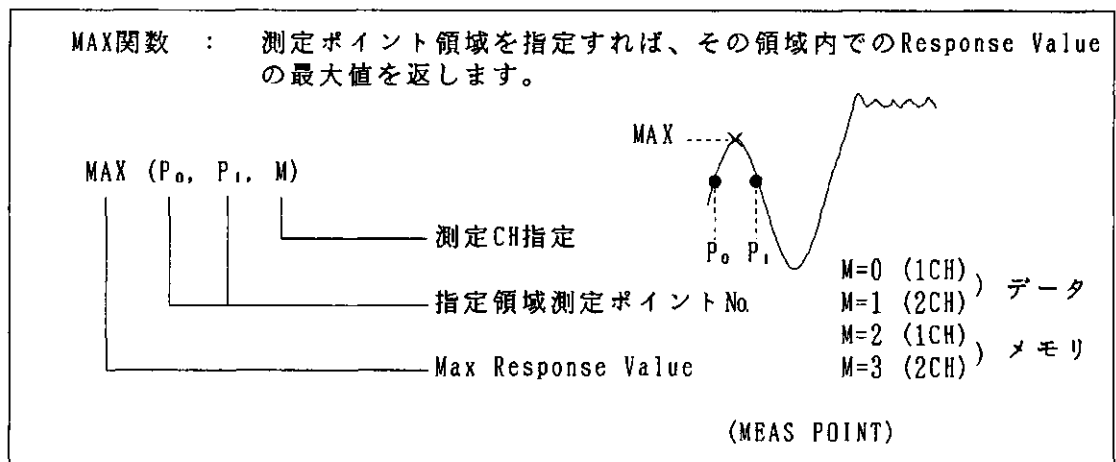 MAX関数 : 測定ポイント領域を指定すれば、その領域内でのResponse Value
の最大値を返します。
MAX
MAX (P₀, P₁, M)
測定CH指定
指定領域測定ポイントNo.
Max Response Value
P₀ P₁
M=0 (1CH)
M=1 (2CH)
) データ
M=2 (1CH)
M=3 (2CH)
) メモリ
(MEAS POINT)